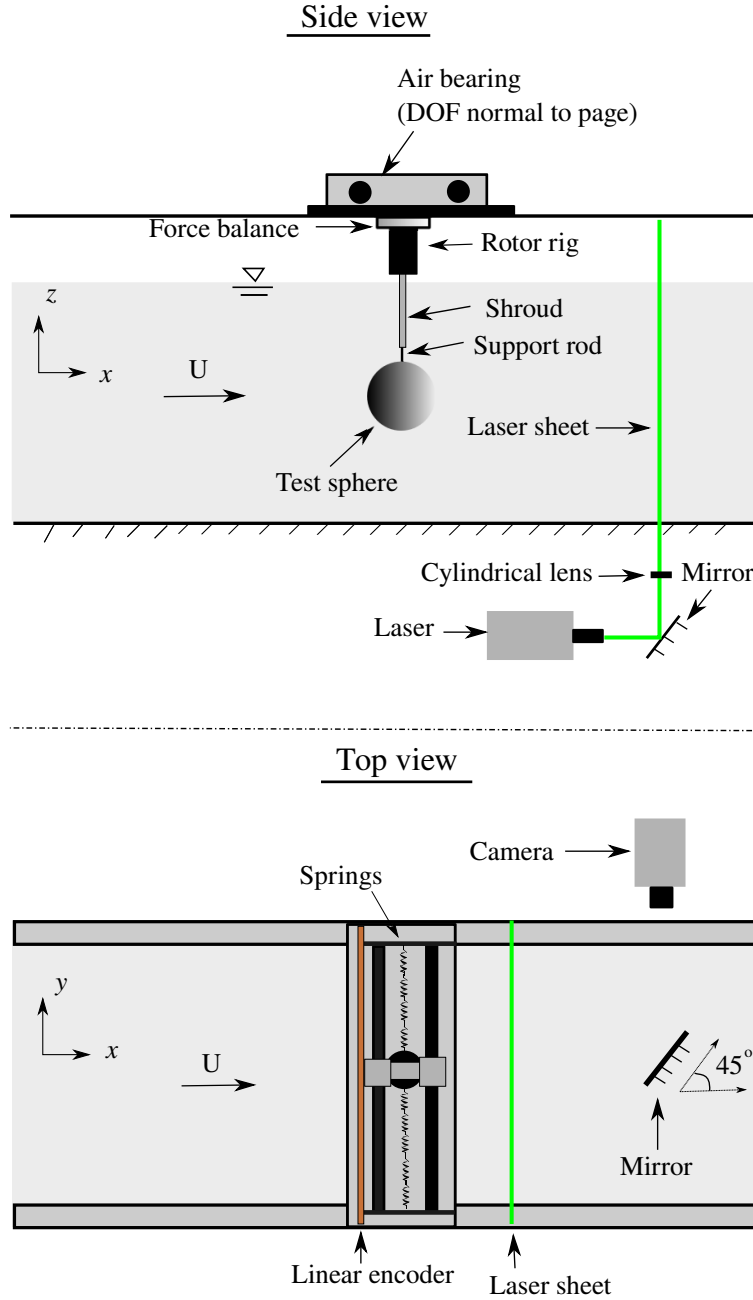 Side view
Air bearing
(DOF normal to page)
Force balance
Rotor rig
z
Shroud
Support rod
x
U
Laser sheet
Test sphere
Cylindrical lens
Mirror
Laser
Top view
Camera
Springs
y
x
U
45°
Mirror
Linear encoder
Laser sheet